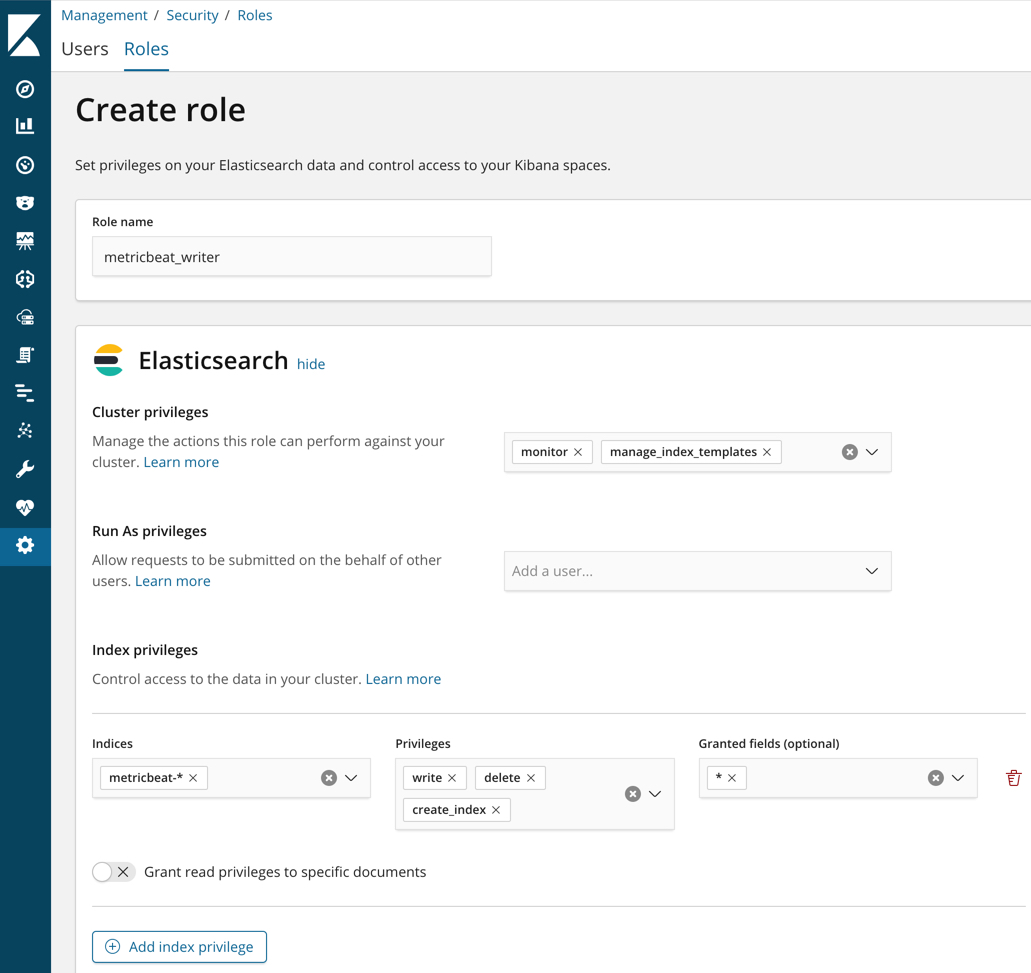 Management / Security / Roles
Users Roles
Create role
Set privileges on your Elasticsearch data and control access to your Kibana spaces.
Role name
metricbeat_writer
Elasticsearch hide
Cluster privileges
Manage the actions this role can perform against your
cluster. Learn more
monitor manage_index_templates
Run As privileges
Allow requests to be submitted on the behalf of other
users. Learn more
Add a user...
Index privileges
Control access to the data in your cluster. Learn more
Indices Privileges Granted fields (optional)
metricbeat-* write delete *
create_index
Grant read privileges to specific documents
Add index privilege